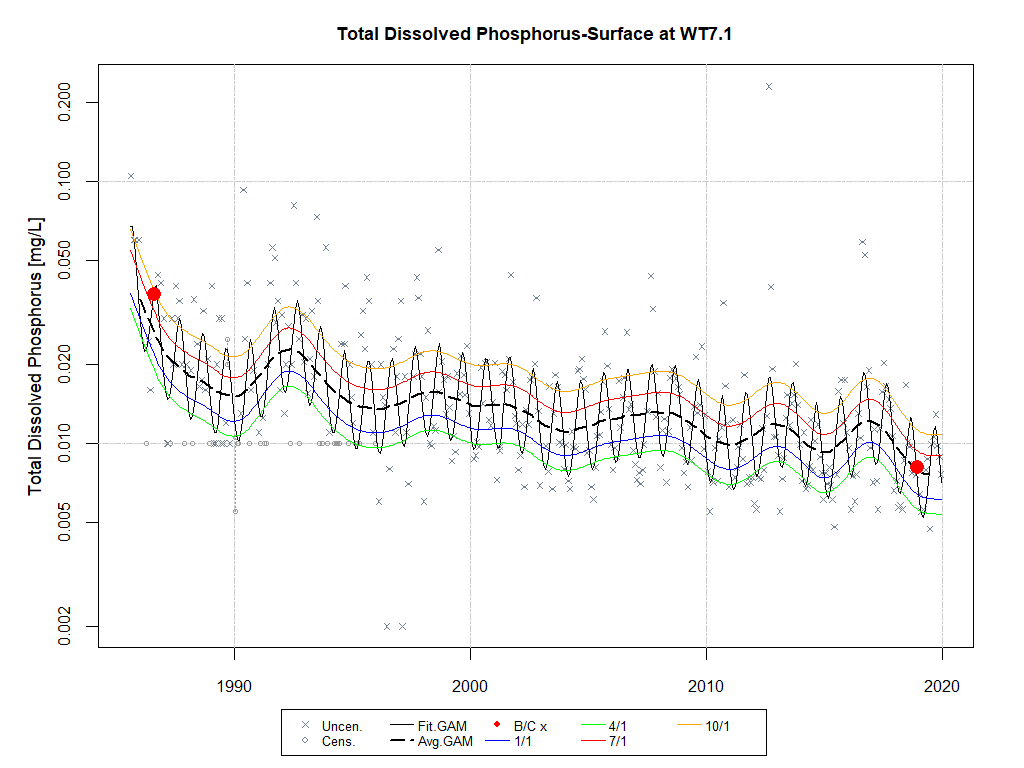 Total Dissolved Phosphorus-Surface at WT7.1
Total Dissolved Phosphorus [mg/L]
0.200
0.100
0.050
0.020
0.010
0.005
0.002
1990 2000 2010 2020
Uncen. Fit.GAM B/C x 4/1 10/1
Cens. Avg.GAM 1/1 7/1